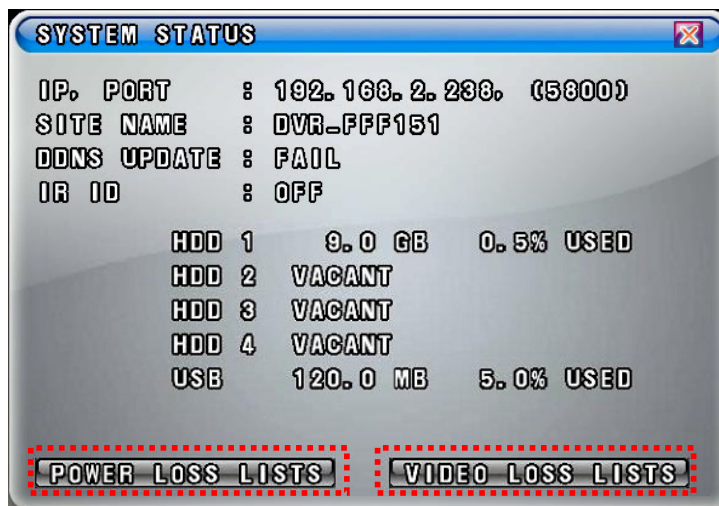 SYSTEM STATUS
IP, PORT : 192.168.2.238, (5800)
SITE NAME : DVR-FFF151
DDNS UPDATE : FAIL
IR ID : OFF
HDD 1 9.0 GB 0.5% USED
HDD 2 VACANT
HDD 3 VACANT
HDD 4 VACANT
USB 120.0 MB 5.0% USED
POWER LOSS LISTS VIDEO LOSS LISTS